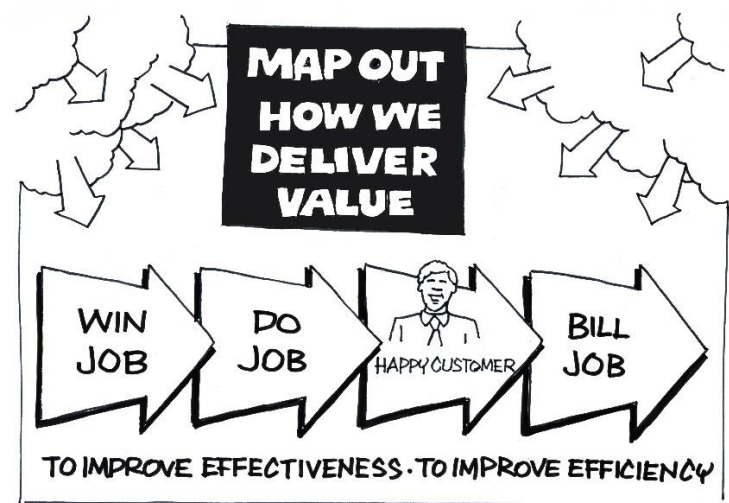 MAP OUT
HOW WE
DELIVER
VALUE
WIN
JOB
DO
JOB
HAPPY CUSTOMER
BILL
JOB
TO IMPROVE EFFECTIVENESS · TO IMPROVE EFFICIENCY